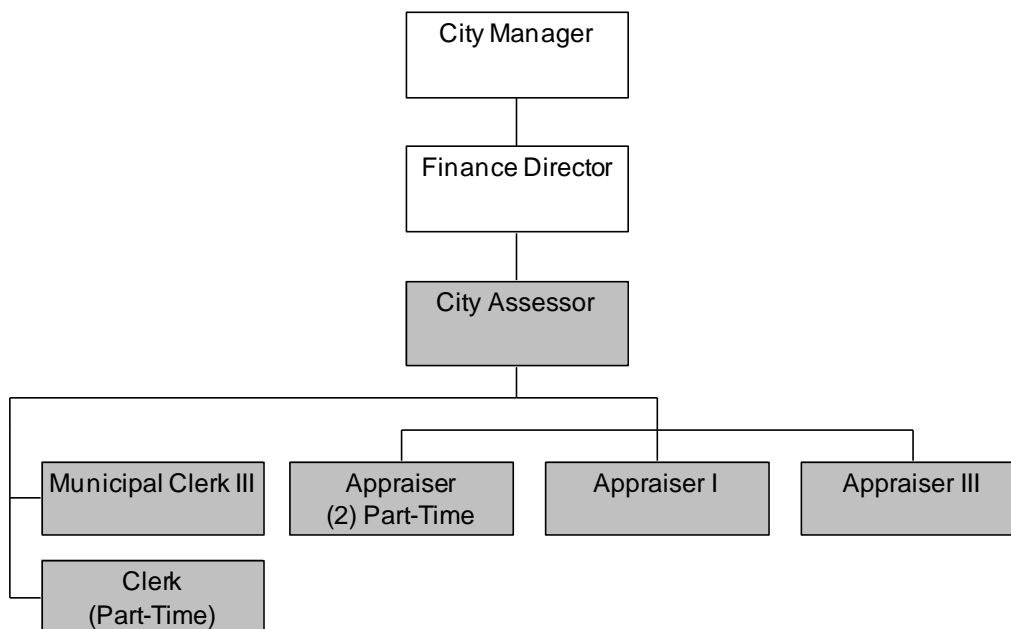 City Manager
Finance Director
City Assessor
Municipal Clerk III
Appraiser
(2) Part-Time
Appraiser I
Appraiser III
Clerk
(Part-Time)